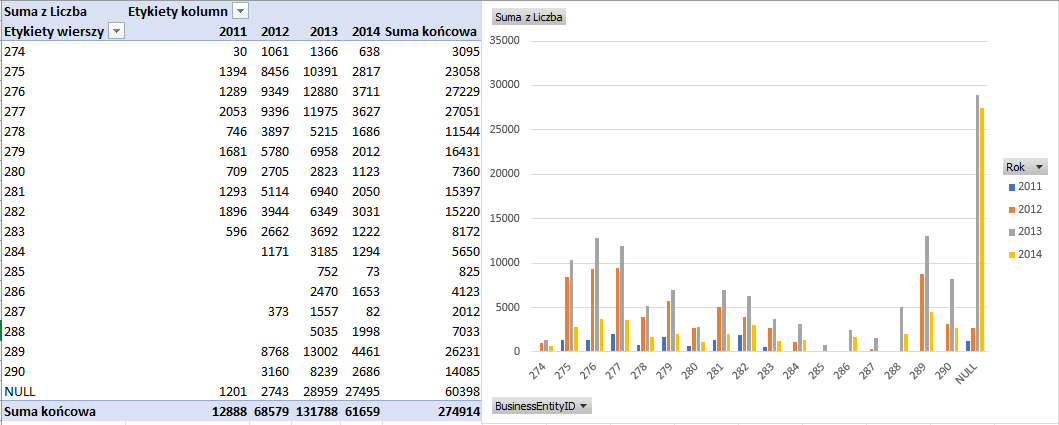 Suma z Liczba Etykiety kolumn
Etykiety wierszy 2011 2012 2013 2014 Suma końcowa
274 30 1061 1366 638 3095
275 1394 8456 10391 2817 23058
276 1289 9349 12880 3711 27229
277 2053 9396 11975 3627 27051
278 746 3897 5215 1686 11544
279 1681 5780 6958 2012 16431
280 709 2705 2823 1123 7360
281 1293 5114 6940 2050 15397
282 1896 3944 6349 3031 15220
283 596 2662 3692 1222 8172
284 1171 3185 1294 5650
285 752 73 825
286 2470 1653 4123
287 373 1557 82 2012
288 5035 1998 7033
289 8768 13002 4461 26231
290 3160 8239 2686 14085
NULL 1201 2743 28959 27495 60398
Suma końcowa 12888 68579 131788 61659 274914
Suma z Liczba
35000
30000
25000
20000
15000
10000
5000
0
274 275 276 277 278 279 280 281 282 283 284 285 286 287 288 289 290 NULL
Rok
2011
2012
2013
2014
BusinessEntityID